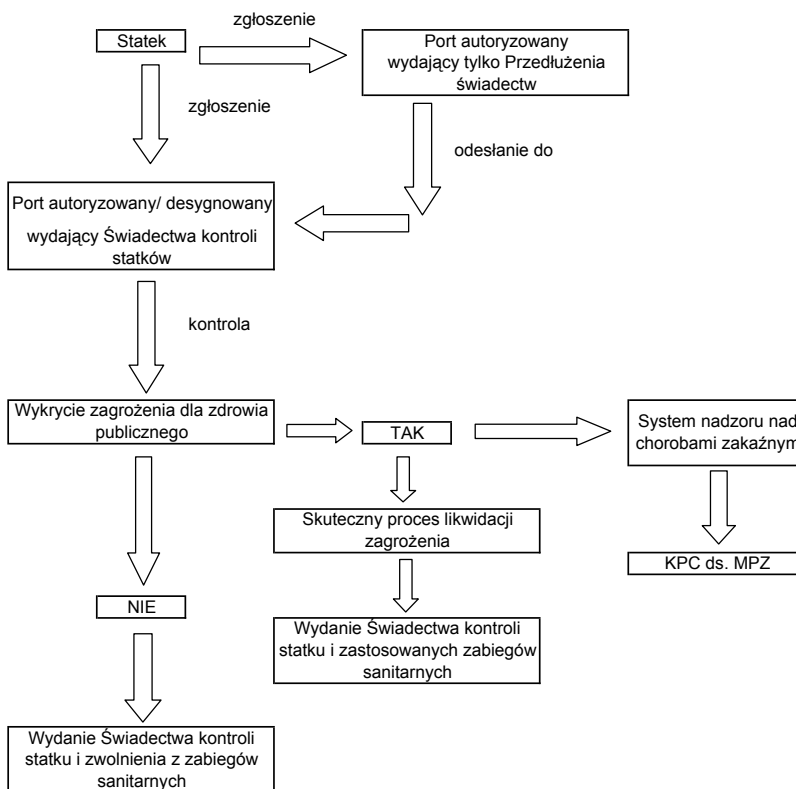 zgłoszenie
Statek
Port autoryzowany
wydający tylko Przedłużenia
świadectw
zgłoszenie
odesłanie do
Port autoryzowany/ desygnowany
wydający Świadectwa kontroli
statków
kontrola
Wykrycie zagrożenia dla zdrowia
publicznego
TAK
System nadzoru nad
chorobami zakaźnym
Skuteczny proces likwidacji
zagrożenia
KPC ds. MPZ
NIE
Wydanie Świadectwa kontroli
statku i zastosowanych zabiegów
sanitarnych
Wydanie Świadectwa kontroli
statku i zwolnienia z zabiegów
sanitarnych